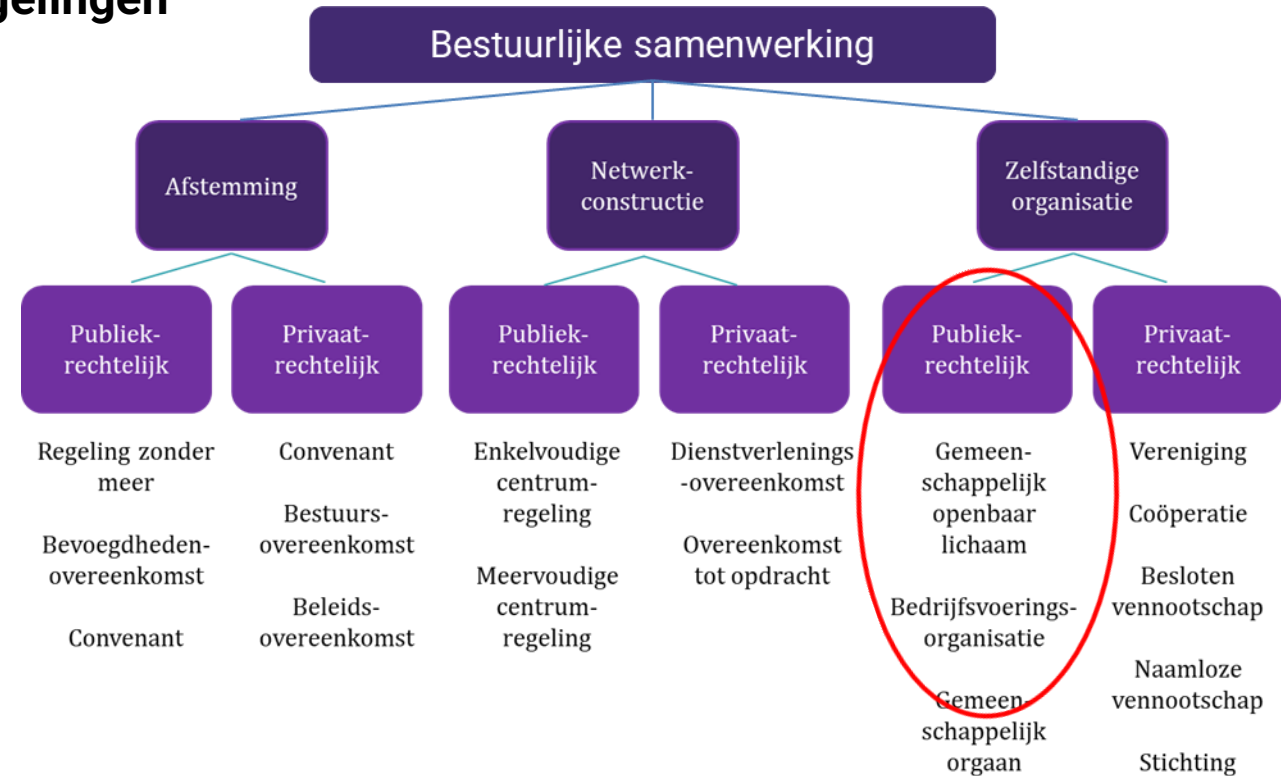 gelingen
Bestuurlijke samenwerking
Afstemming
Netwerk-
constructie
Zelfstandige
organisatie
Publiek-
rechtelijk
Privaat-
rechtelijk
Publiek-
rechtelijk
Privaat-
rechtelijk
Publiek-
rechtelijk
Privaat-
rechtelijk
Regeling zonder
meer
Bevoegdheden-
overeenkomst
Convenant
Convenant
Bestuurs-
overeenkomst
Beleids-
overeenkomst
Enkelvoudige
centrum-
regeling
Meervoudige
centrum-
regeling
Dienstverlenings
-overeenkomst
Overeenkomst
tot opdracht
Gemeen-
schappelijk
openbaar
lichaam
Bedrijfsvoerings-
organisatie
Gemeen-
schappelijk
orgaan
Vereniging
Coöperatie
Besloten
vennootschap
Naamloze
vennootschap
Stichting